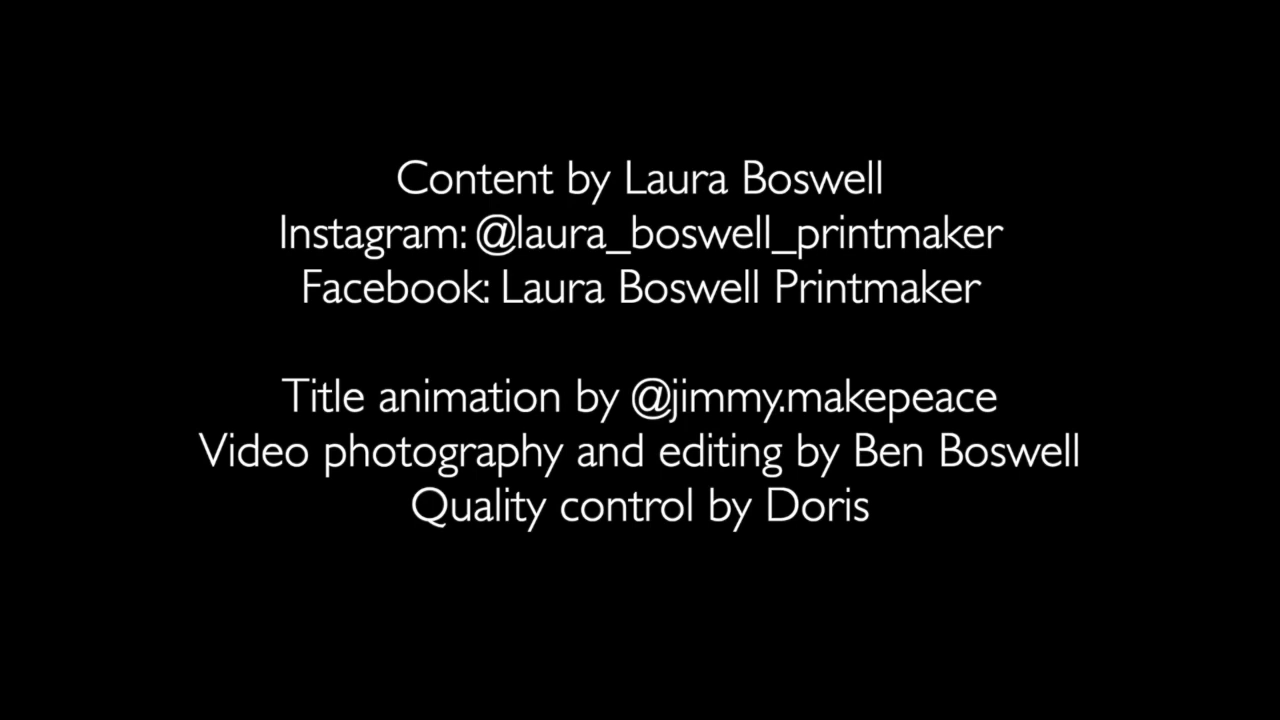 Content by Laura Boswell
Instagram: @laura_boswell_printmaker
Facebook: Laura Boswell Printmaker
Title animation by @jimmy.makepeace
Video photography and editing by Ben Boswell
Quality control by Doris